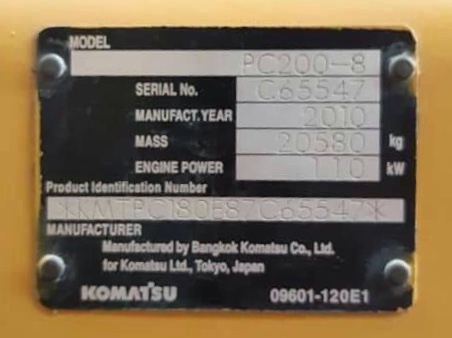 MODEL
PC200-8
SERIAL No. C65547
MANUFACT.YEAR 2010
MASS 20580 kg
ENGINE POWER 110 kW
Product Identification Number
*KMTPC180E87C65547*
MANUFACTURER
Manufactured by Bangkok Komatsu Co., Ltd.
for Komatsu Ltd., Tokyo, Japan
KOMATSU 09601-120E1